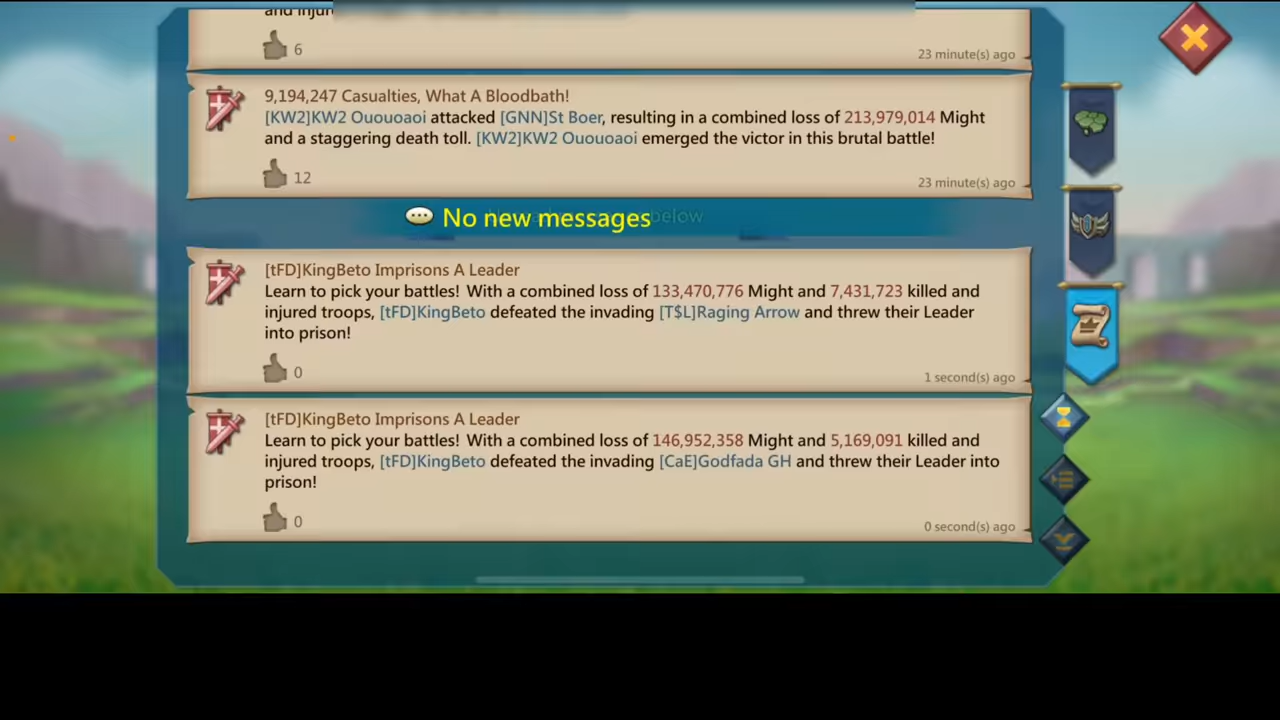 and injur
6
23 minute(s) ago
9,194,247 Casualties, What A Bloodbath!
[KW2]KW2 Ououoaoi attacked [GNN]St Boer, resulting in a combined loss of 213,979,014 Might
and a staggering death toll. [KW2]KW2 Ououoaoi emerged the victor in this brutal battle!
12
23 minute(s) ago
No new messages
below
[tFD]KingBeto Imprisons A Leader
Learn to pick your battles! With a combined loss of 133,470,776 Might and 7,431,723 killed and
injured troops, [tFD]KingBeto defeated the invading [T$L]Raging Arrow and threw their Leader
into prison!
0
1 second(s) ago
[tFD]KingBeto Imprisons A Leader
Learn to pick your battles! With a combined loss of 146,952,358 Might and 5,169,091 killed and
injured troops, [tFD]KingBeto defeated the invading [CaE]Godfada GH and threw their Leader into
prison!
0
0 second(s) ago